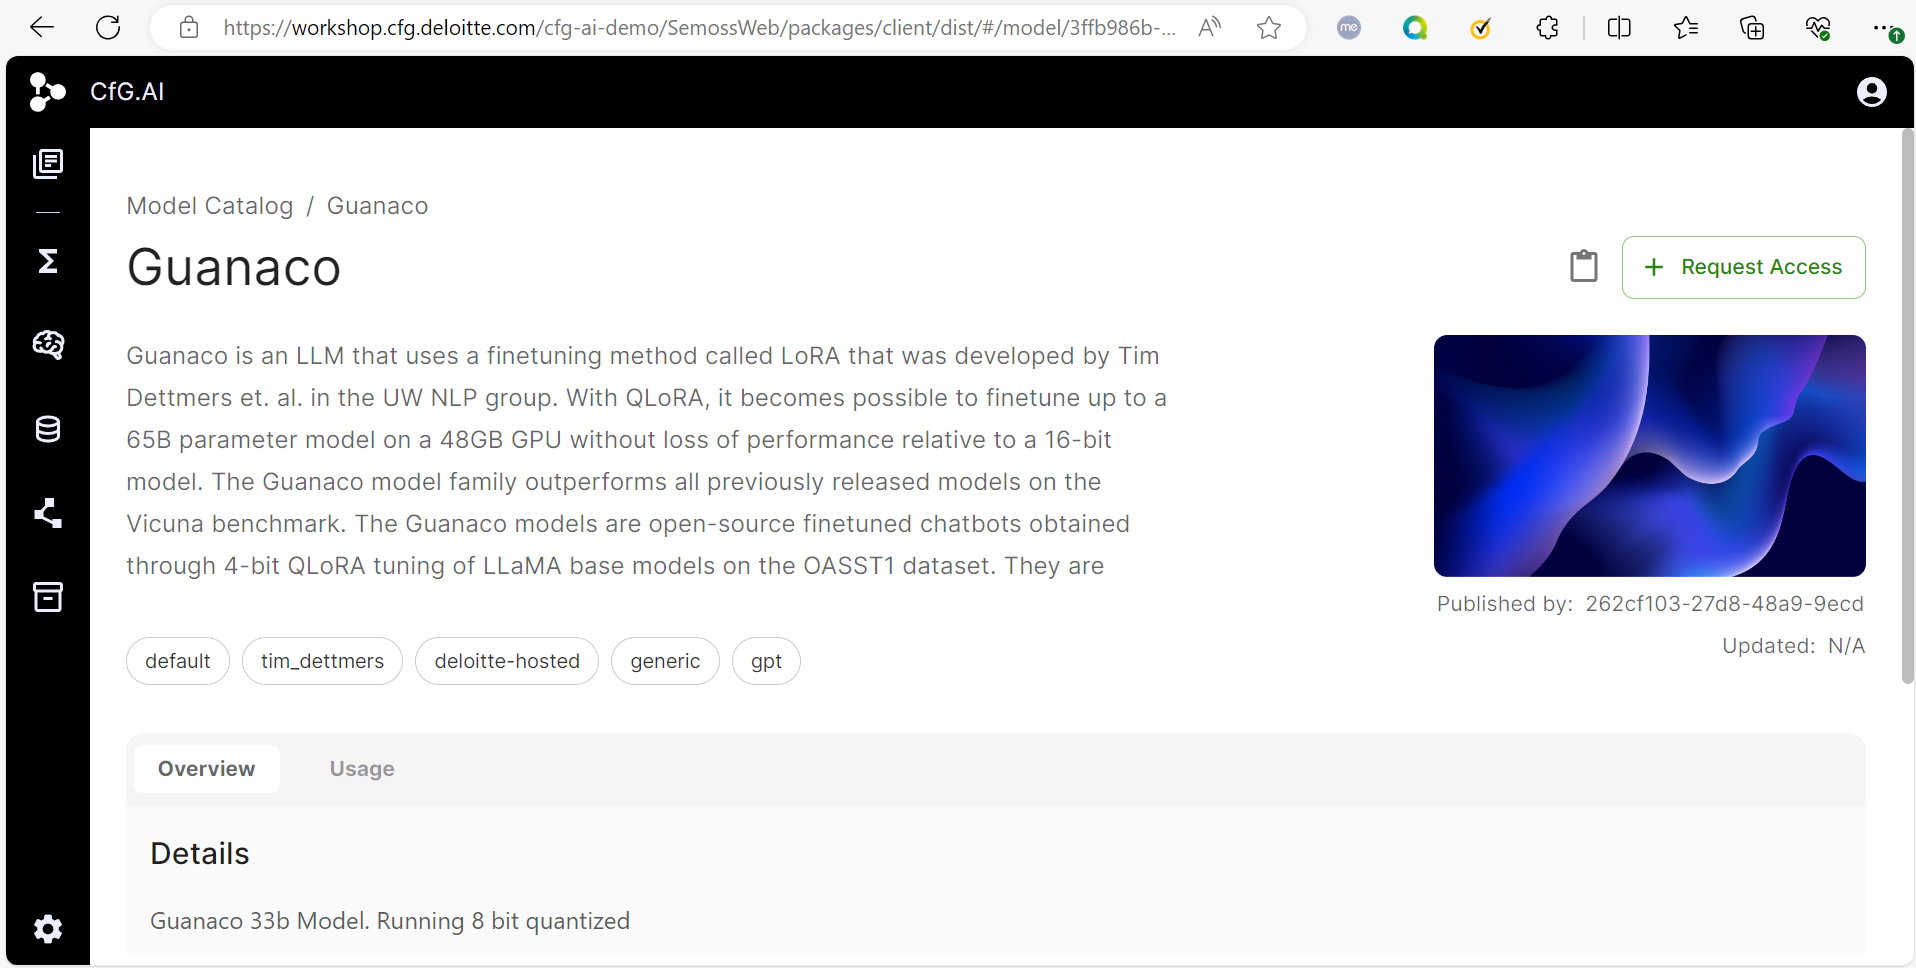 https://workshop.cfg.deloitte.com/cfg-ai-demo/SemossWeb/packages/client/dist/#/model/3ffb986b-...
me
CfG.AI
Model Catalog / Guanaco
Guanaco
Request Access
Guanaco is an LLM that uses a finetuning method called LoRA that was developed by Tim
Dettmers et. al. in the UW NLP group. With QLoRA, it becomes possible to finetune up to a
65B parameter model on a 48GB GPU without loss of performance relative to a 16-bit
model. The Guanaco model family outperforms all previously released models on the
Vicuna benchmark. The Guanaco models are open-source finetuned chatbots obtained
through 4-bit QLoRA tuning of LLaMA base models on the OASST1 dataset. They are
Published by: 262cf103-27d8-48a9-9ecd
Updated: N/A
default tim_dettmers deloitte-hosted generic gpt
Overview Usage
Details
Guanaco 33b Model. Running 8 bit quantized